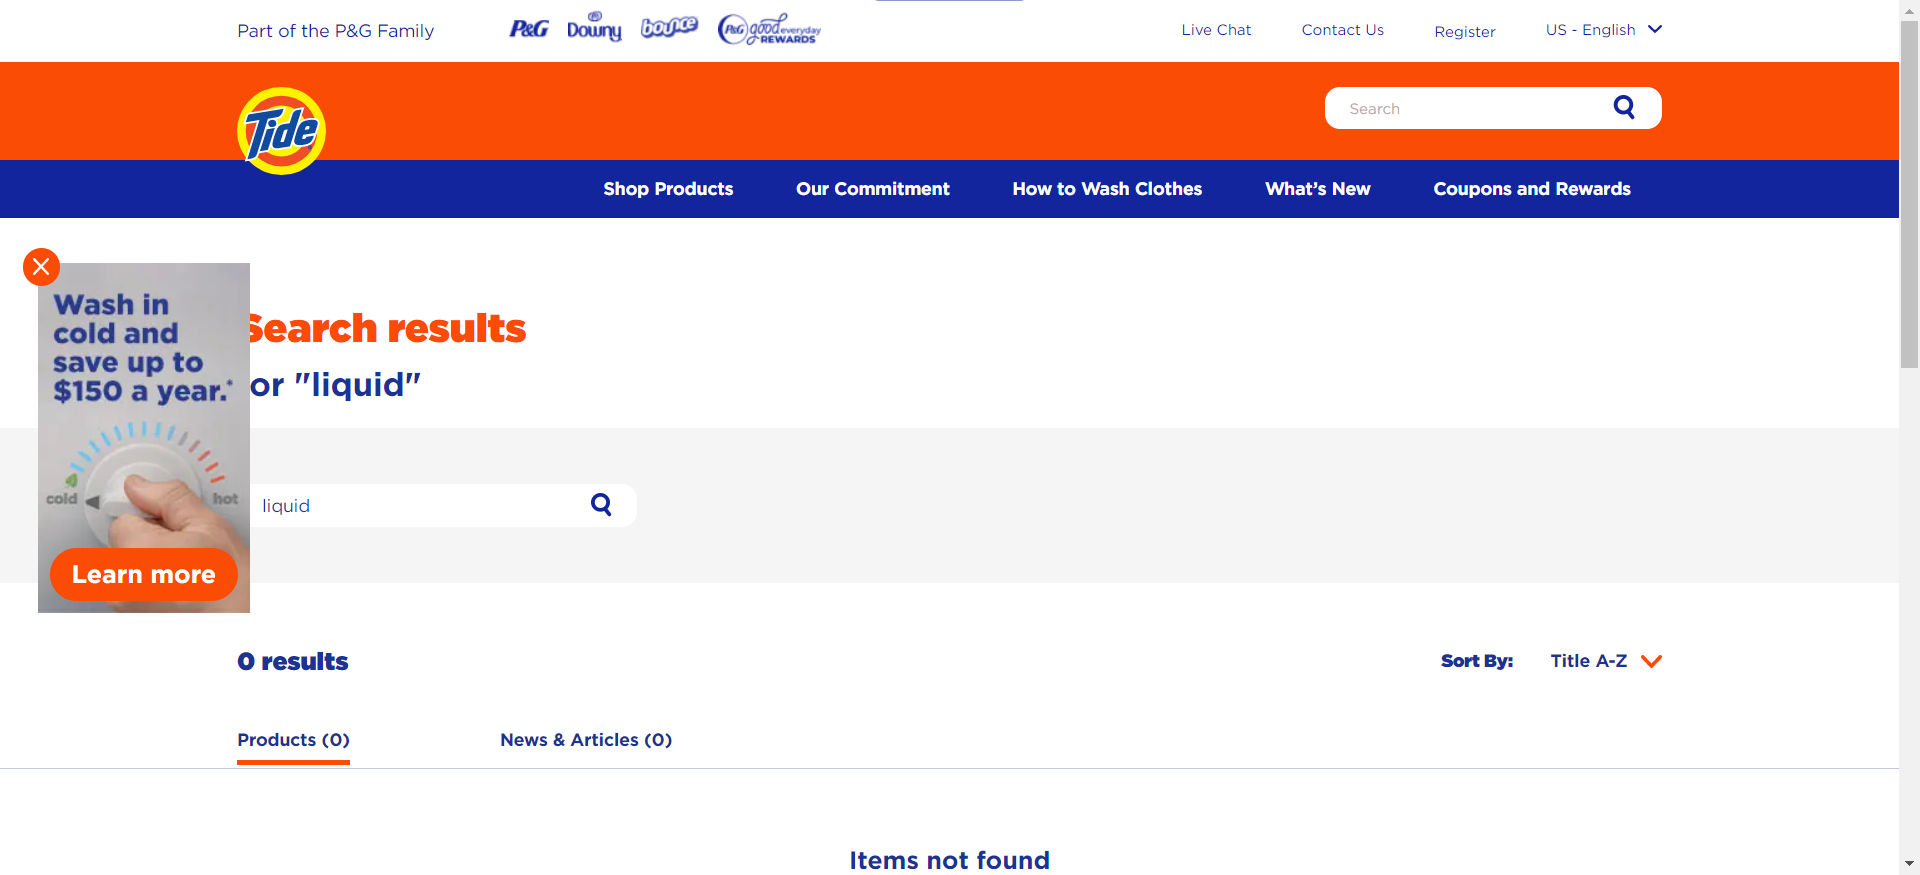 Part of the P&G Family
P&G
Downy
bounce
P&G good everyday
REWARDS
Live Chat
Contact Us
Register
US - English
Tide
Search
Shop Products
Our Commitment
How to Wash Clothes
What's New
Coupons and Rewards
Wash in
cold and
save up to
$150 a year.*
cold
hot
Learn more
Search results
or "liquid"
liquid
0 results
Sort By:
Title A-Z
Products (0)
News & Articles (0)
Items not found